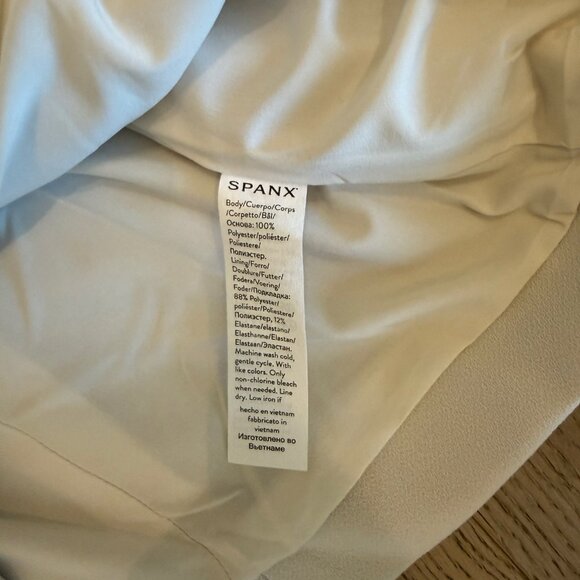 SPANX
Body/Cuerpo/Corps
/Corpetto/Bål/
Основа: 100%
Polyester/poliéster/
Poliestere/
Полиэстер.
Lining/Forro/
Doublure/Futter/
Fodera/Voering/
Foder/Подкладка:
88% Polyester/
poliéster/Poliestere/
Полиэстер, 12%
Elastane/elastano/
Elasthanne/Elastan/
Elastaan/Эластан.
Machine wash cold,
gentle cycle. With
like colors. Only
non-chlorine bleach
when needed. Line
dry. Low iron if
hecho en vietnam
fabbricato in
vietnam
Изготовлено во
Вьетнаме